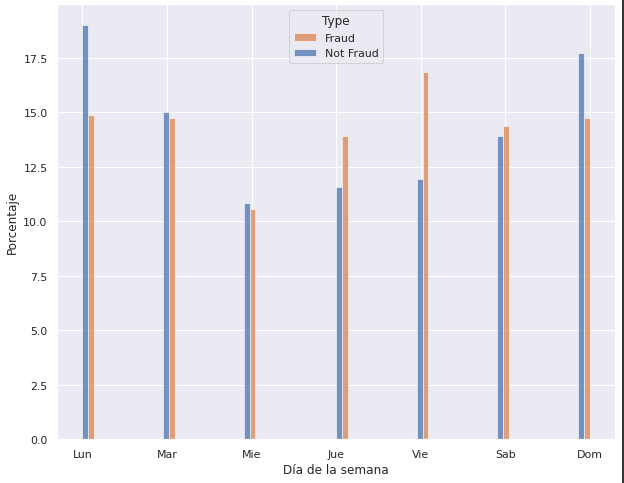 Type
Fraud
Not Fraud
17.5
15.0
12.5
10.0
7.5
5.0
2.5
0.0
Porcentaje
Lun Mar Mie Jue Vie Sab Dom
Día de la semana